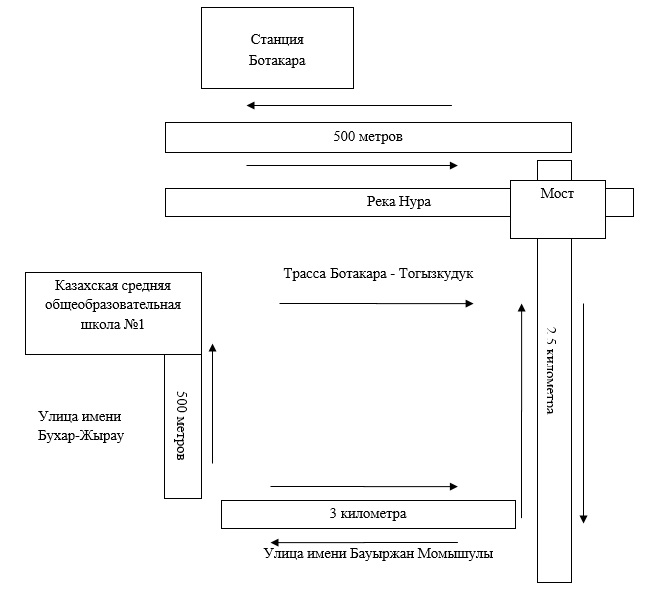 Станция
Ботакара
500 метров
Река Нура
Мост
Трасса Ботакара - Тогызкудук
Казахская средняя
общеобразовательная
школа №1
2,5 километра
500 метров
Улица имени
Бухар-Жырау
3 километра
Улица имени Бауыржан Момышулы